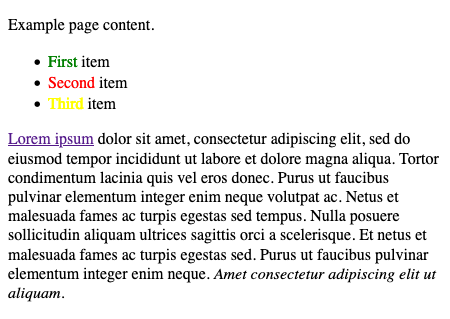 Example page content.
• First item
• Second item
• Third item
Lorem ipsum dolor sit amet, consectetur adipiscing elit, sed do
eiusmod tempor incididunt ut labore et dolore magna aliqua. Tortor
condimentum lacinia quis vel eros donec. Purus ut faucibus
pulvinar elementum integer enim neque volutpat ac. Netus et
malesuada fames ac turpis egestas sed tempus. Nulla posuere
sollicitudin aliquam ultrices sagittis orci a scelerisque. Et netus et
malesuada fames ac turpis egestas sed. Purus ut faucibus pulvinar
elementum integer enim neque. Amet consectetur adipiscing elit ut
aliquam.